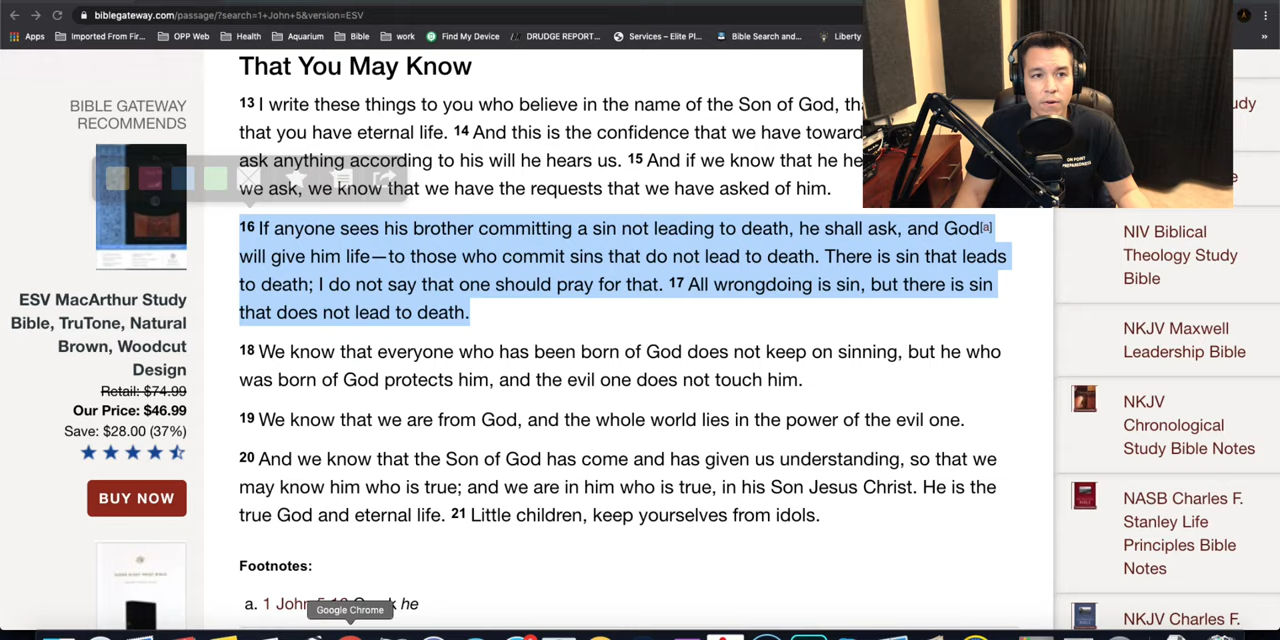 biblegateway.com/passage/?search=1+John+5&version=ESV
Apps Imported From Fir... OPP Web Health Aquarium Bible work Find My Device DRUDGE REPORT... Services – Elite Pl... Bible Search and... Liberty »
That You May Know
13 I write these things to you who believe in the name of the Son of God,
that you have eternal life. 14 And this is the confidence that we have toward
ask anything according to his will he hears us. 15 And if we know that he
we ask, we know that we have the requests that we have asked of him.
16 If anyone sees his brother committing a sin not leading to death, he shall ask, and God[a]
will give him life—to those who commit sins that do not lead to death. There is sin that leads
to death; I do not say that one should pray for that. 17 All wrongdoing is sin, but there is sin
that does not lead to death.
18 We know that everyone who has been born of God does not keep on sinning, but he who
was born of God protects him, and the evil one does not touch him.
19 We know that we are from God, and the whole world lies in the power of the evil one.
20 And we know that the Son of God has come and has given us understanding, so that we
may know him who is true; and we are in him who is true, in his Son Jesus Christ. He is the
true God and eternal life. 21 Little children, keep yourselves from idols.
Footnotes:
a. 1 John he
Google Chrome
BIBLE GATEWAY
RECOMMENDS
ESV MacArthur Study
Bible, TruTone, Natural
Brown, Woodcut
Design
Retail: $74.99
Our Price: $46.99
Save: $28.00 (37%)
BUY NOW
ON POINT
PREPAREDNESS
NIV Biblical
Theology Study
Bible
NKJV Maxwell
Leadership Bible
NKJV
Chronological
Study Bible Notes
NASB Charles F.
Stanley Life
Principles Bible
Notes
NKJV Charles F.